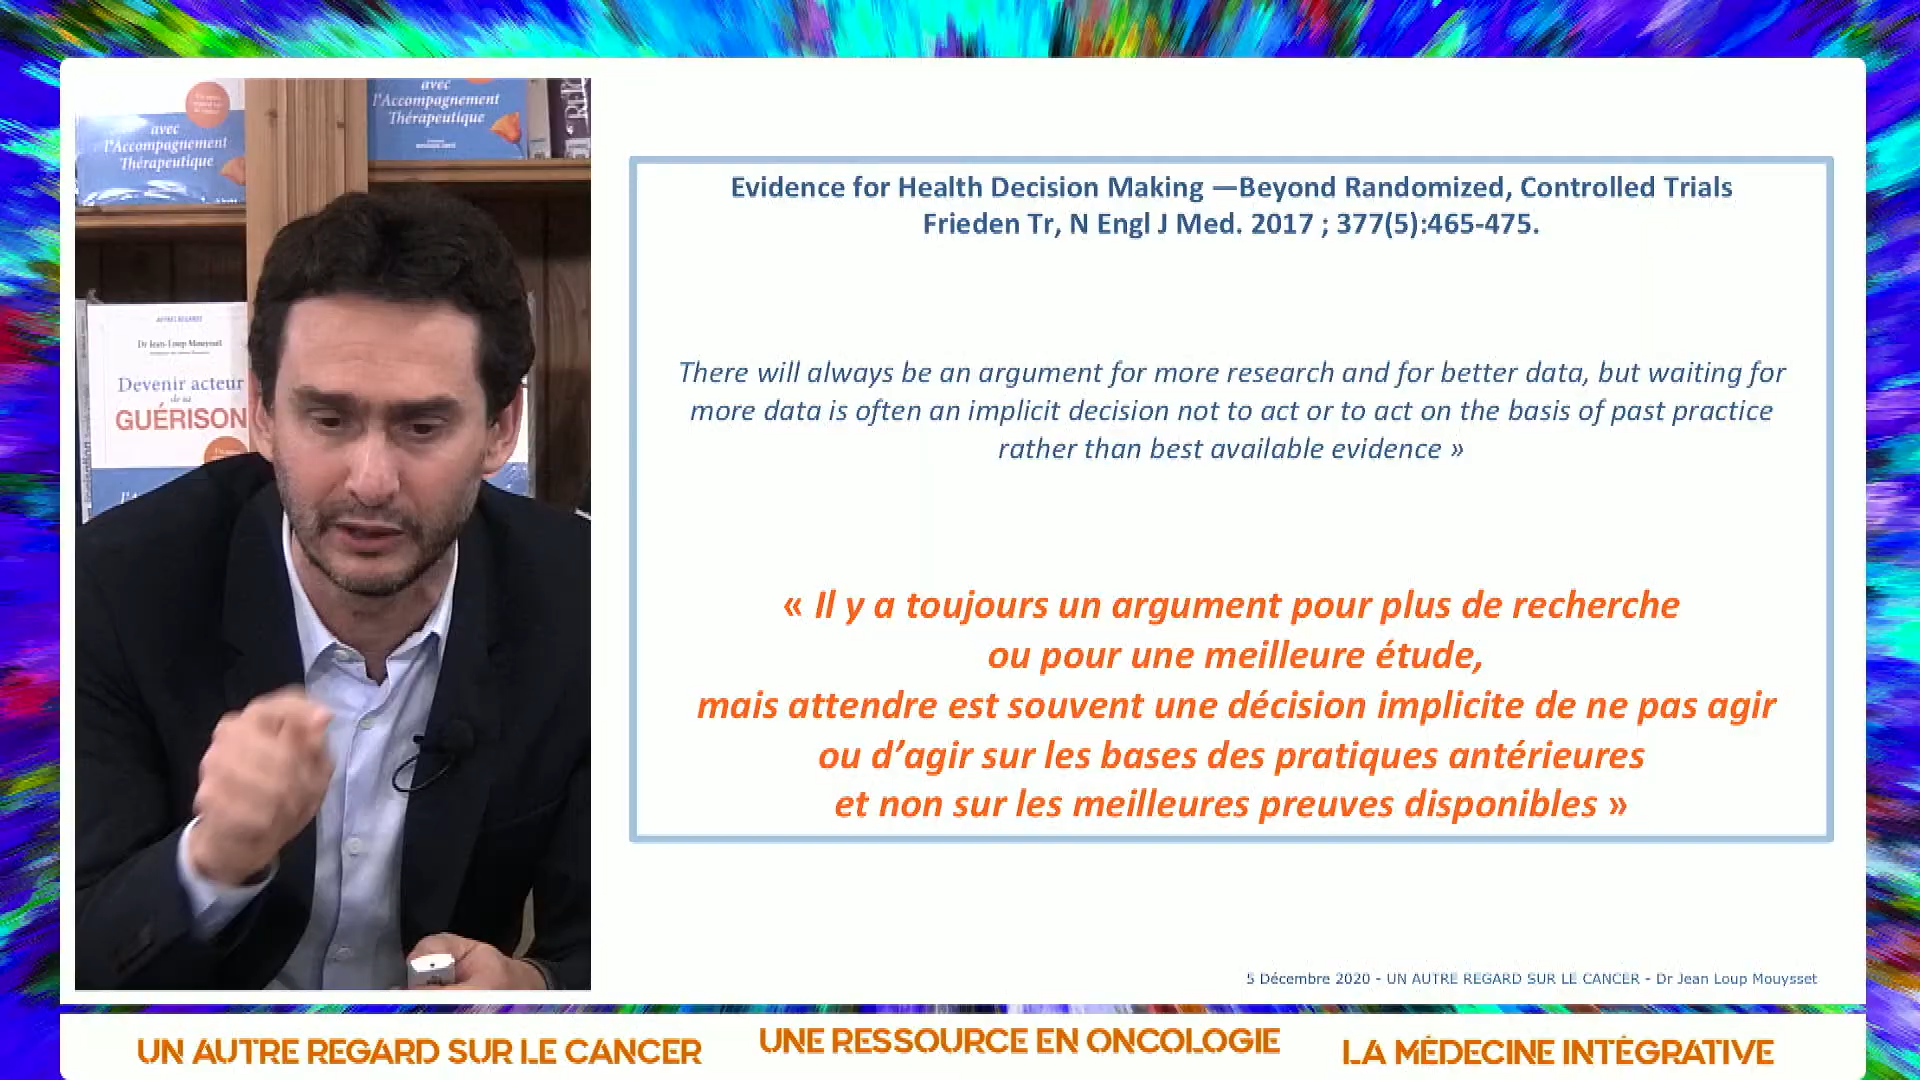 avec
l'Accompagnement
Thérapeutique
avec
l'Accompagnement
Thérapeutique
Dr Jean-Loup Mouysset
Devenir acteur
de sa
GUÉRISON
Evidence for Health Decision Making —Beyond Randomized, Controlled Trials
Frieden Tr, N Engl J Med. 2017 ; 377(5):465-475.
There will always be an argument for more research and for better data, but waiting for
more data is often an implicit decision not to act or to act on the basis of past practice
rather than best available evidence »
« Il y a toujours un argument pour plus de recherche
ou pour une meilleure étude,
mais attendre est souvent une décision implicite de ne pas agir
ou d’agir sur les bases des pratiques antérieures
et non sur les meilleures preuves disponibles »
5 Décembre 2020 - UN AUTRE REGARD SUR LE CANCER - Dr Jean Loup Mouysset
UN AUTRE REGARD SUR LE CANCER
UNE RESSOURCE EN ONCOLOGIE
LA MÉDECINE INTÉGRATIVE